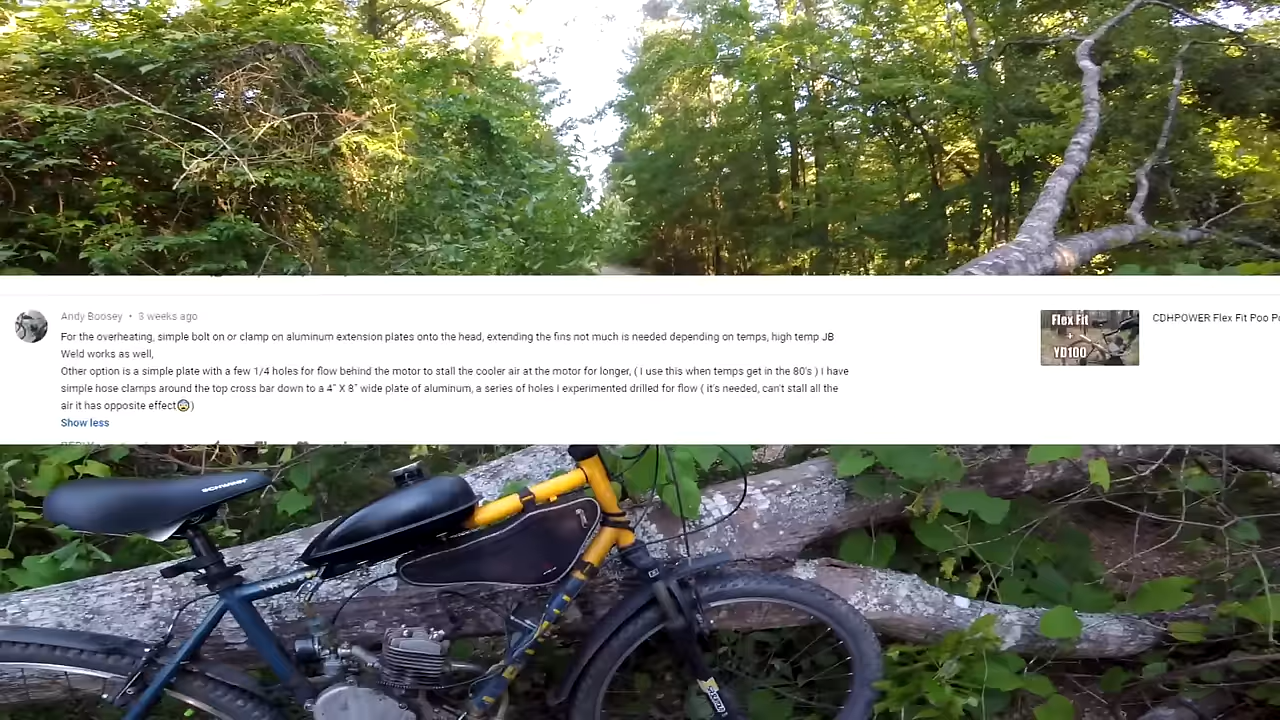 Andy Boosey • 3 weeks ago
For the overheating, simple bolt on or clamp on aluminum extension plates onto the head, extending the fins not much is needed depending on temps, high temp JB
Weld works as well,
Other option is a simple plate with a few 1/4 holes for flow behind the motor to stall the cooler air at the motor for longer, ( I use this when temps get in the 80's ) I have
simple hose clamps around the top cross bar down to a 4" X 8" wide plate of aluminum, a series of holes I experimented drilled for flow ( it's needed, can't stall all the
air it has opposite effect😨)
Show less
Flex Fit
+
YD100
CDHPOWER Flex Fit Poo Po
SCHWINN